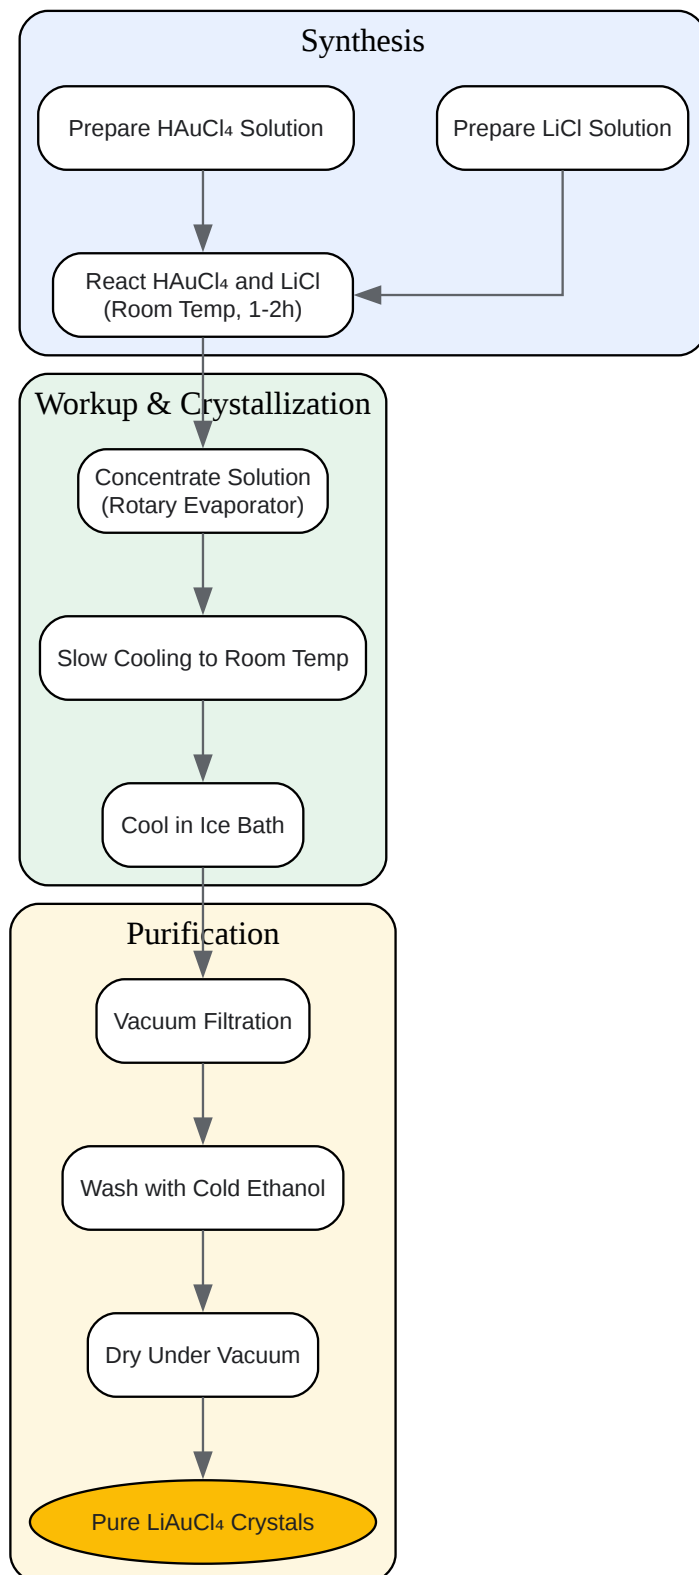 Synthesis
Prepare HAuCl₄ Solution
Prepare LiCl Solution
React HAuCl₄ and LiCl
(Room Temp, 1-2h)
Workup & Crystallization
Concentrate Solution
(Rotary Evaporator)
Slow Cooling to Room Temp
Cool in Ice Bath
Purification
Vacuum Filtration
Wash with Cold Ethanol
Dry Under Vacuum
Pure LiAuCl₄ Crystals